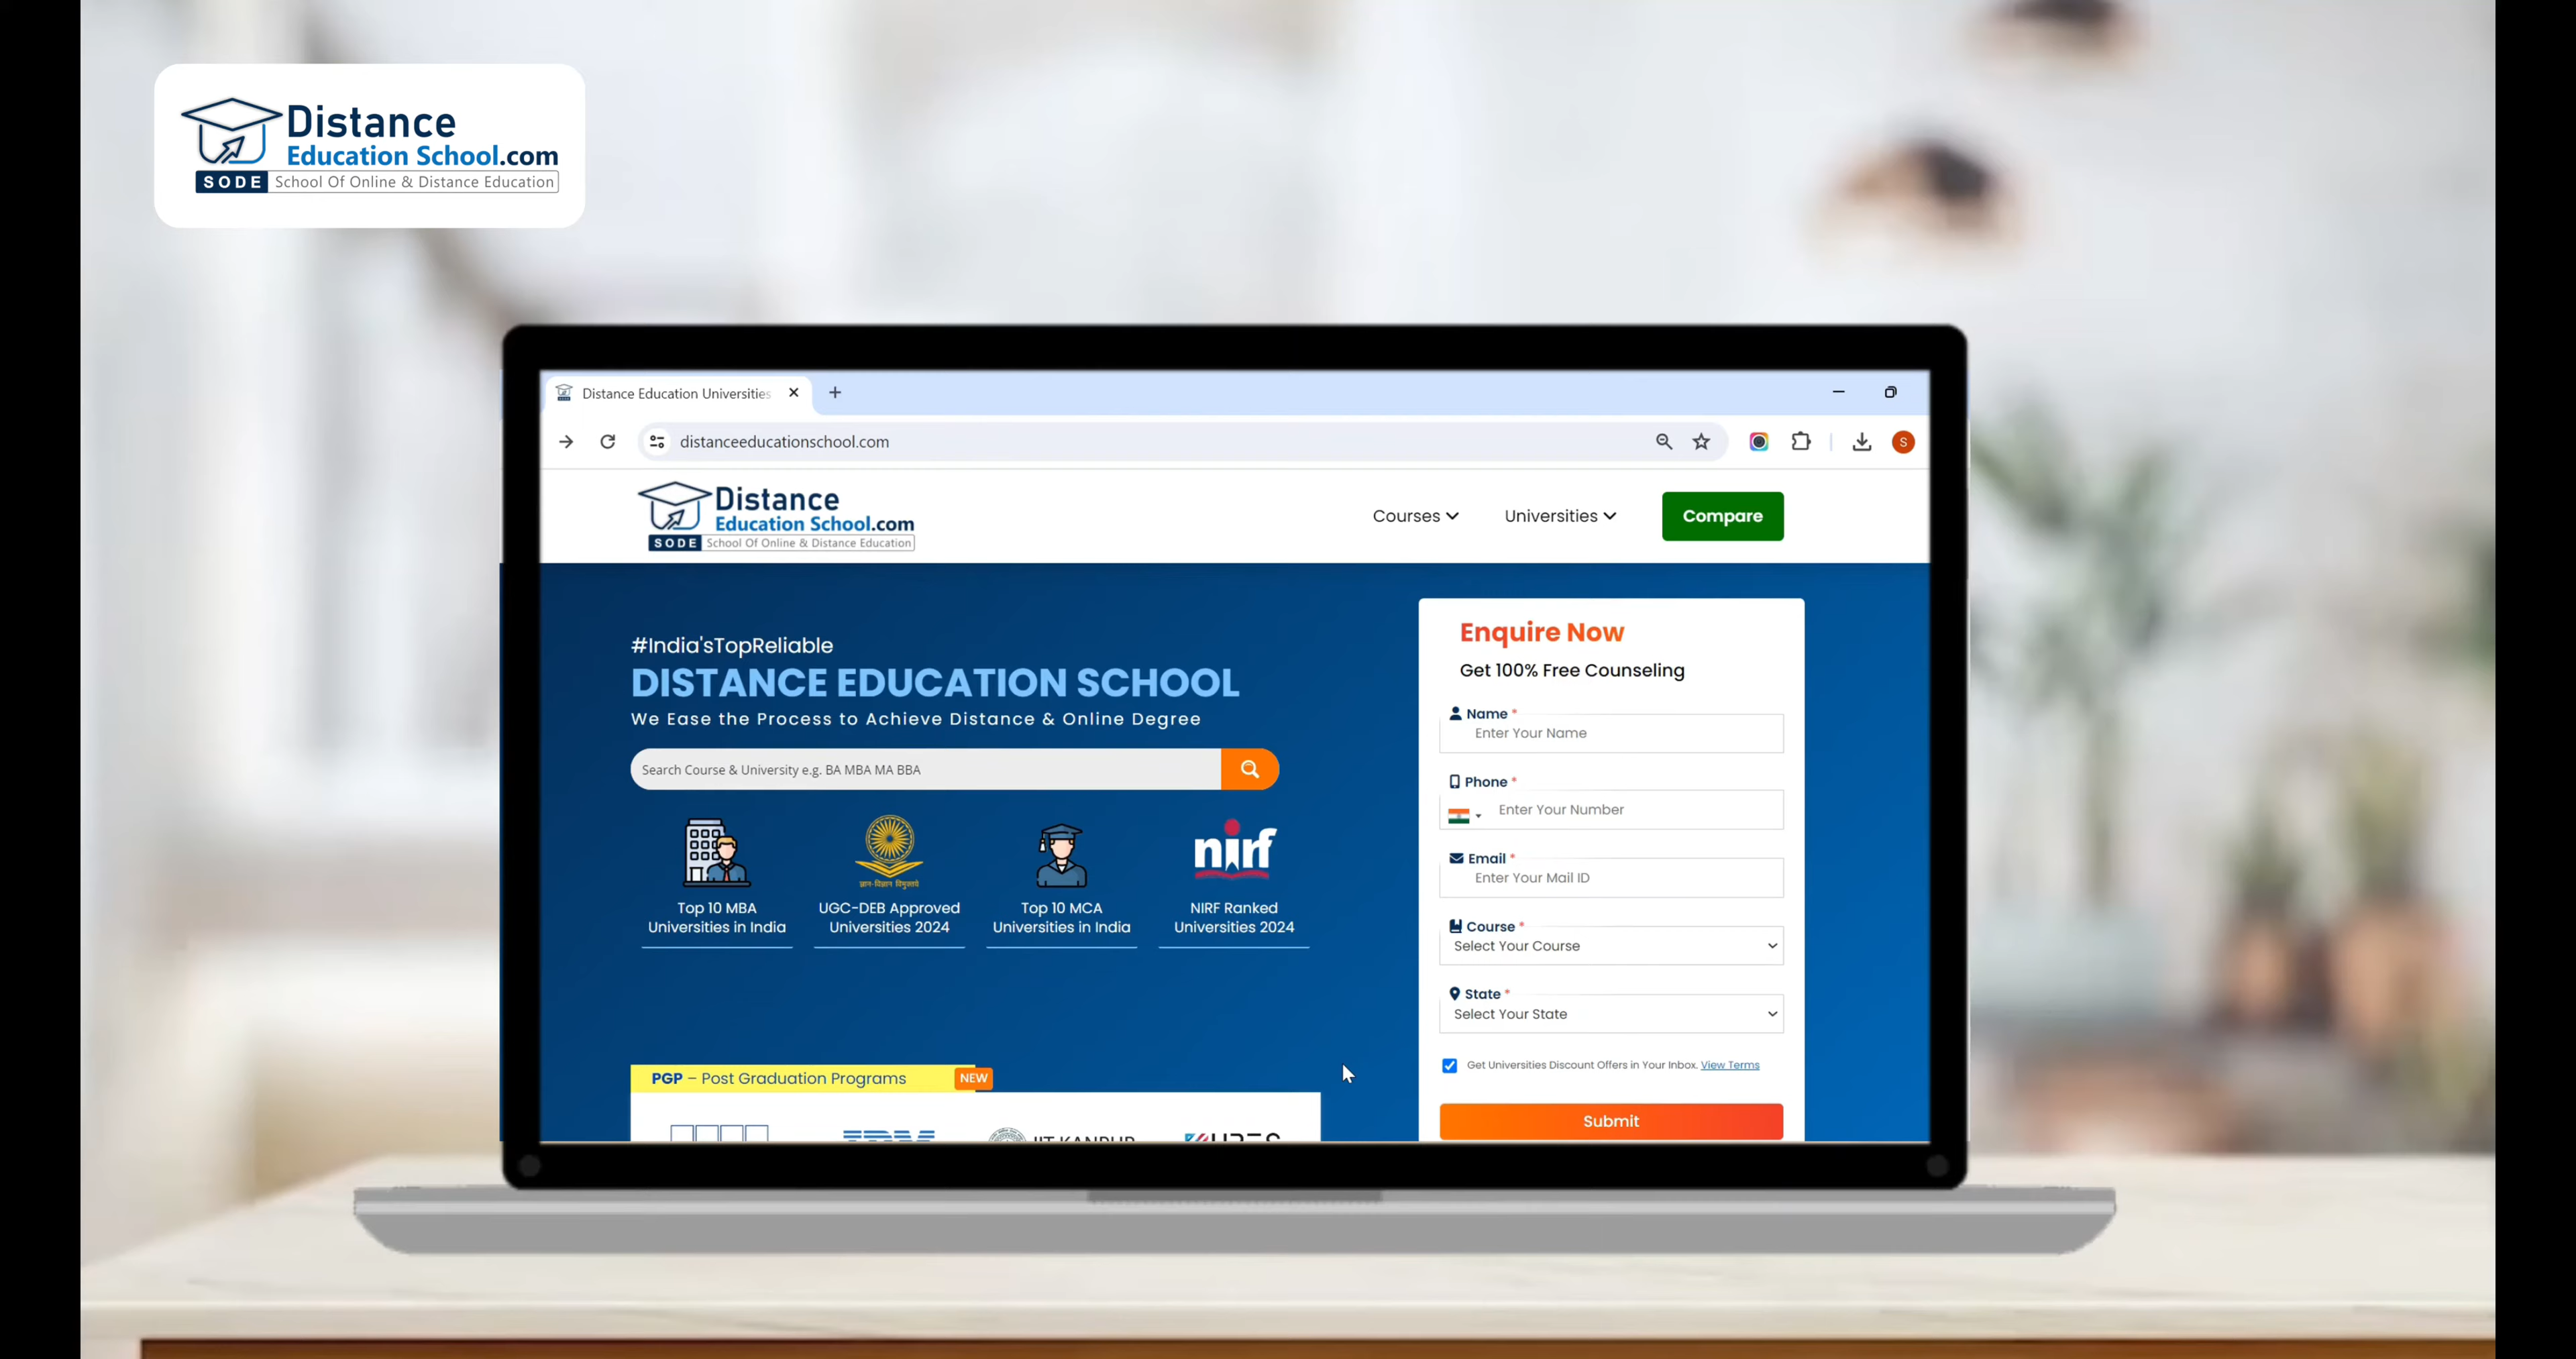 Distance
Education School.com
SODE School Of Online & Distance Education
Distance Education Universities
distanceeducationschool.com
S
Distance
Education School.com
SODE School Of Online & Distance Education
Courses
Universities
Compare
#India'sTopReliable
DISTANCE EDUCATION SCHOOL
We Ease the Process to Achieve Distance & Online Degree
Search Course & University e.g. BA MBA MA BBA
Top 10 MBA
Universities in India
ज्ञान-विज्ञान विमुक्तये
UGC-DEB Approved
Universities 2024
Top 10 MCA
Universities in India
nirf
NIRF Ranked
Universities 2024
PGP – Post Graduation Programs
NEW
IIT KANPUR
Enquire Now
Get 100% Free Counseling
Name *
Enter Your Name
Phone *
Enter Your Number
Email *
Enter Your Mail ID
Course *
Select Your Course
State *
Select Your State
Get Universities Discount Offers in Your Inbox. View Terms
Submit